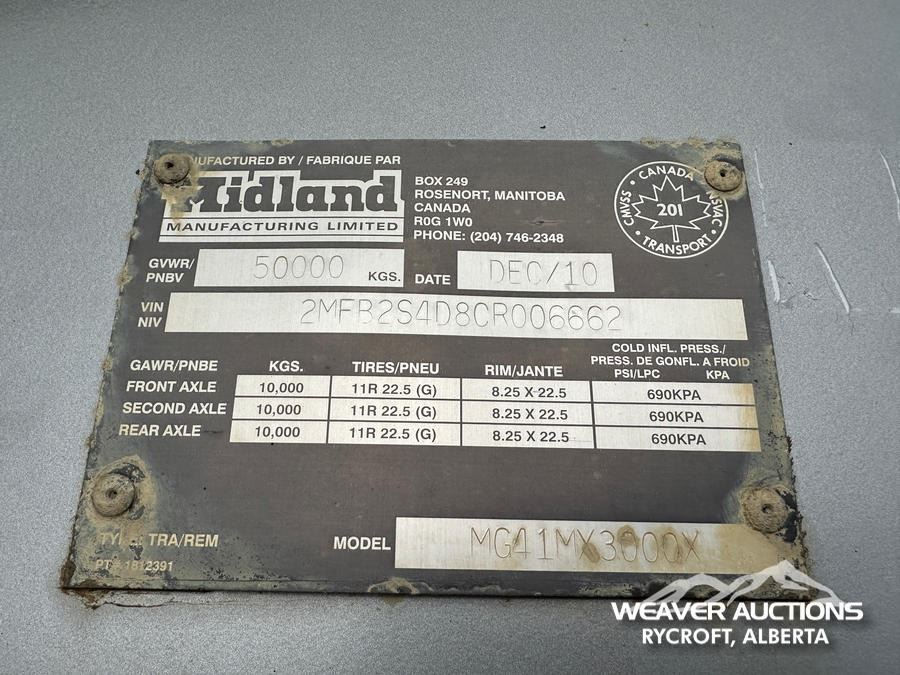 MANUFACTURED BY / FABRIQUE PAR
Midland
MANUFACTURING LIMITED
BOX 249
ROSENORT, MANITOBA
CANADA
R0G 1W0
PHONE: (204) 746-2348
CANADA
CMVSS · NSVAC
201
TRANSPORT
GVWR/
PNBV
50000 KGS.
DATE DEC/10
VIN
NIV
2MFB2S4D8CR006662
COLD INFL. PRESS./
PRESS. DE GONFL. A FROID
GAWR/PNBE KGS. TIRES/PNEU RIM/JANTE PSI/LPC KPA
FRONT AXLE 10,000 11R 22.5 (G) 8.25 X 22.5 690KPA
SECOND AXLE 10,000 11R 22.5 (G) 8.25 X 22.5 690KPA
REAR AXLE 10,000 11R 22.5 (G) 8.25 X 22.5 690KPA
TYPE: TRA/REM
MODEL MG41MX3000X
1812391
WEAVER AUCTIONS
RYCROFT, ALBERTA